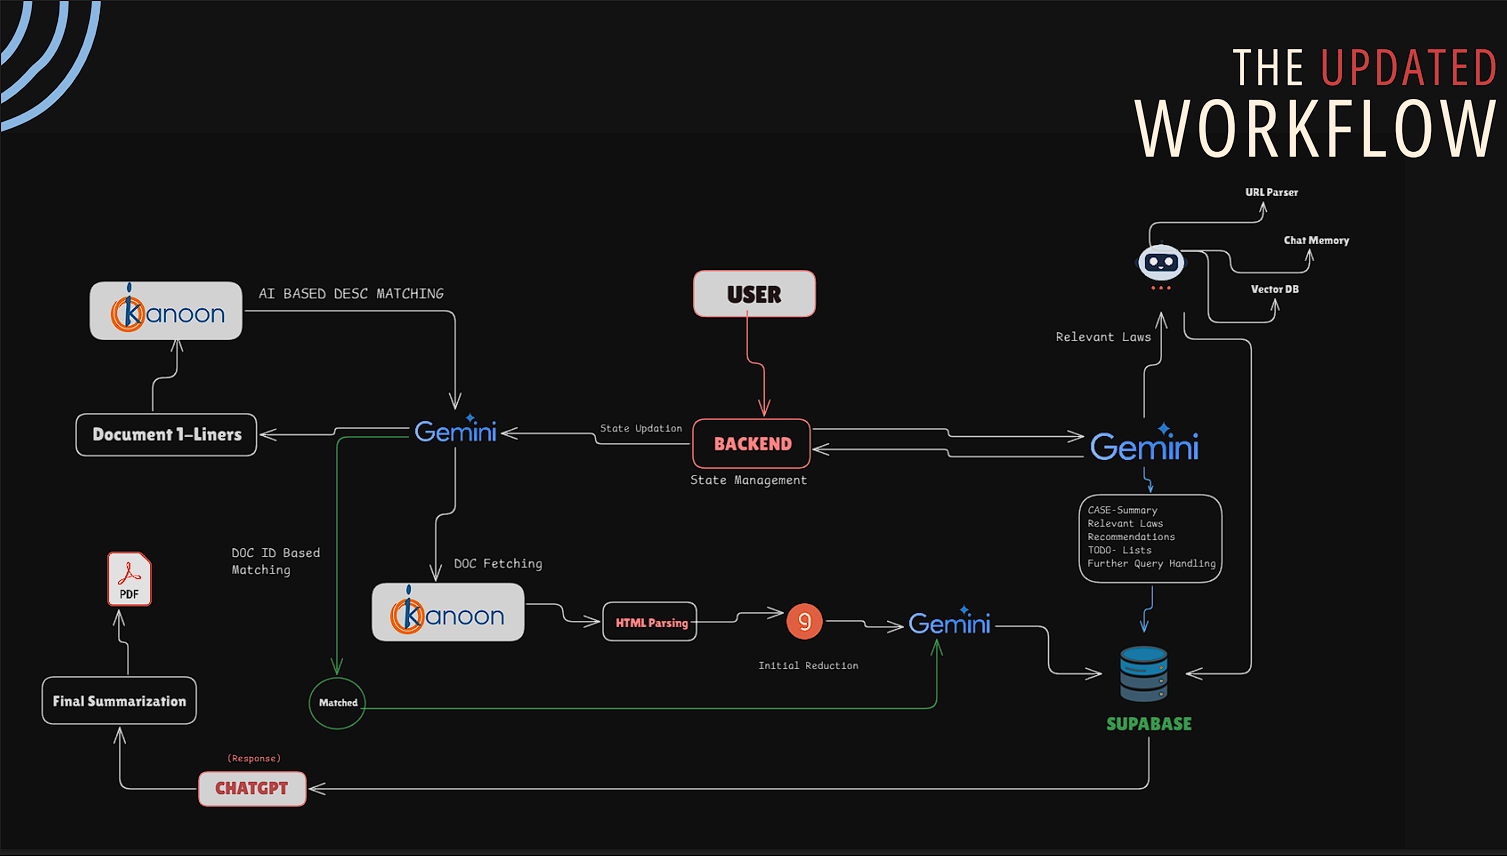 THE UPDATED
WORKFLOW
URL Parser
Chat Memory
Vector DB
Relevant Laws
USER
kanoon
AI BASED DESC MATCHING
Document 1-Liners
Gemini
State Updation
BACKEND
State Management
Gemini
CASE-Summary
Relevant Laws
Recommendations
TODO- Lists
Further Query Handling
DOC ID Based
Matching
DOC Fetching
PDF
kanoon
HTML Parsing
9
Initial Reduction
Gemini
Final Summarization
Matched
SUPABASE
(Response)
CHATGPT